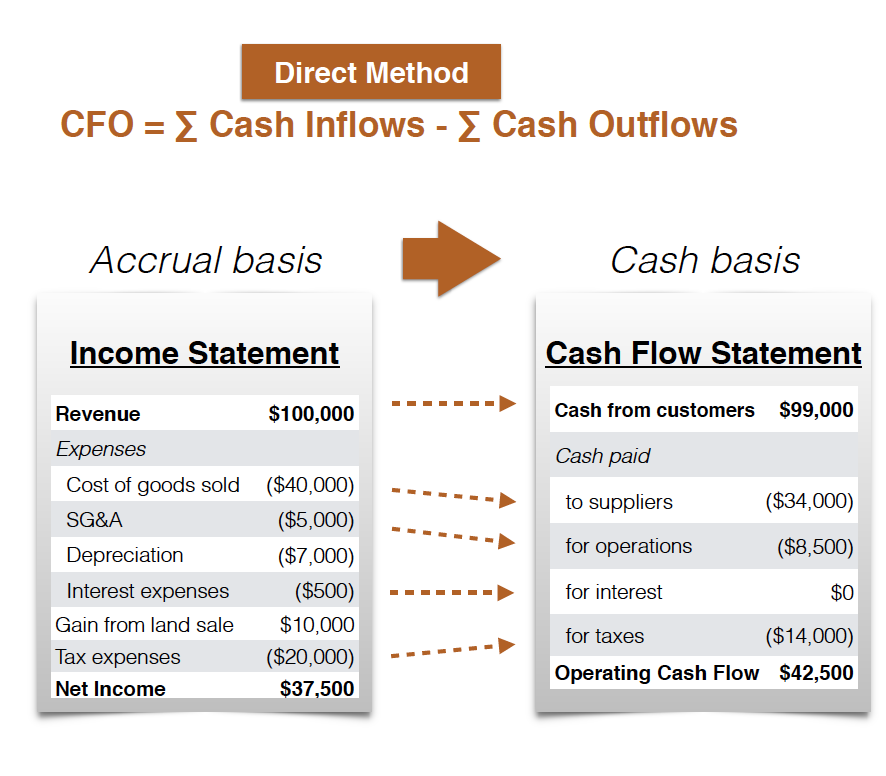 Direct Method
CFO = ∑ Cash Inflows - ∑ Cash Outflows
Accrual basis
Income Statement
Revenue $100,000
Expenses
Cost of goods sold ($40,000)
SG&A ($5,000)
Depreciation ($7,000)
Interest expenses ($500)
Gain from land sale $10,000
Tax expenses ($20,000)
Net Income $37,500
Cash basis
Cash Flow Statement
Cash from customers $99,000
Cash paid
to suppliers ($34,000)
for operations ($8,500)
for interest $0
for taxes ($14,000)
Operating Cash Flow $42,500